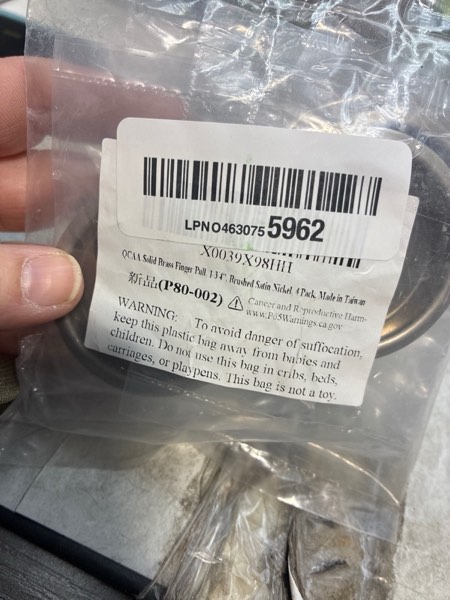 LPNO4630755962
X0039X98HH
QCAA Solid Brass Finger Pull, 1-3/4", Brushed Satin Nickel, 4 Pack, Made in Taiwan
新品(P80-002) ⚠ Cancer and Reproductive Harm-
www.P65Warnings.ca.gov
WARNING: To avoid danger of suffocation,
keep this plastic bag away from babies and
children. Do not use this bag in cribs, beds,
carriages, or playpens. This bag is not a toy.